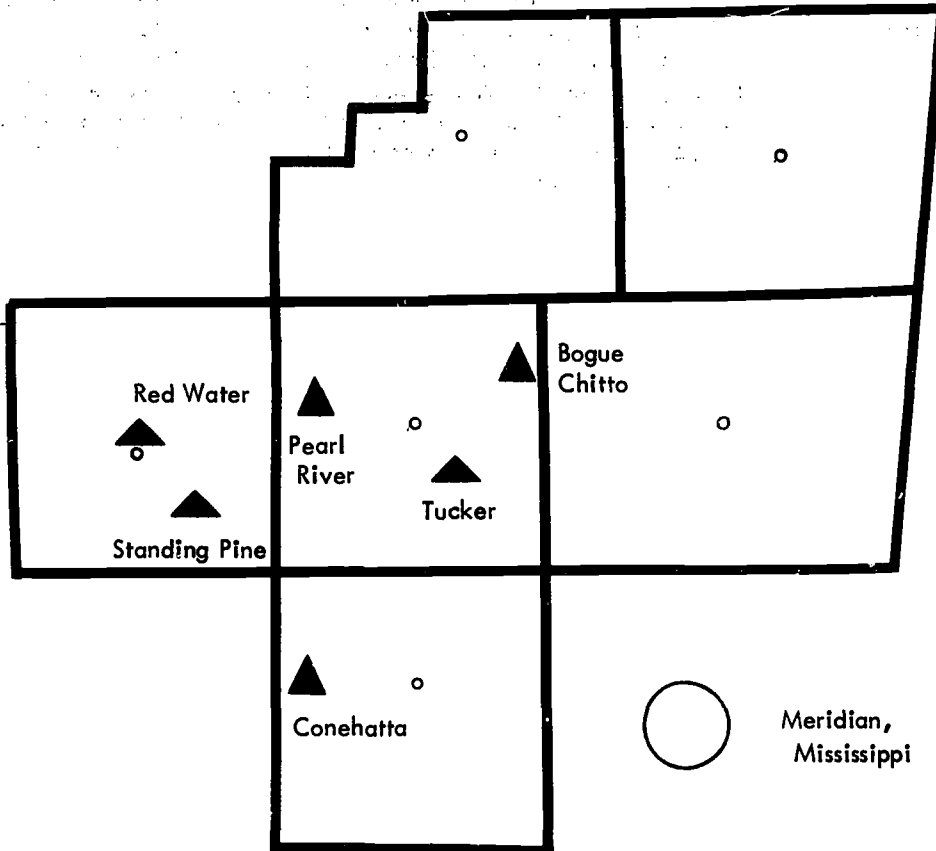 Bogue
Chitto
Red Water
Pearl
River
Tucker
Standing Pine
Conehatta
Meridian,
Mississippi